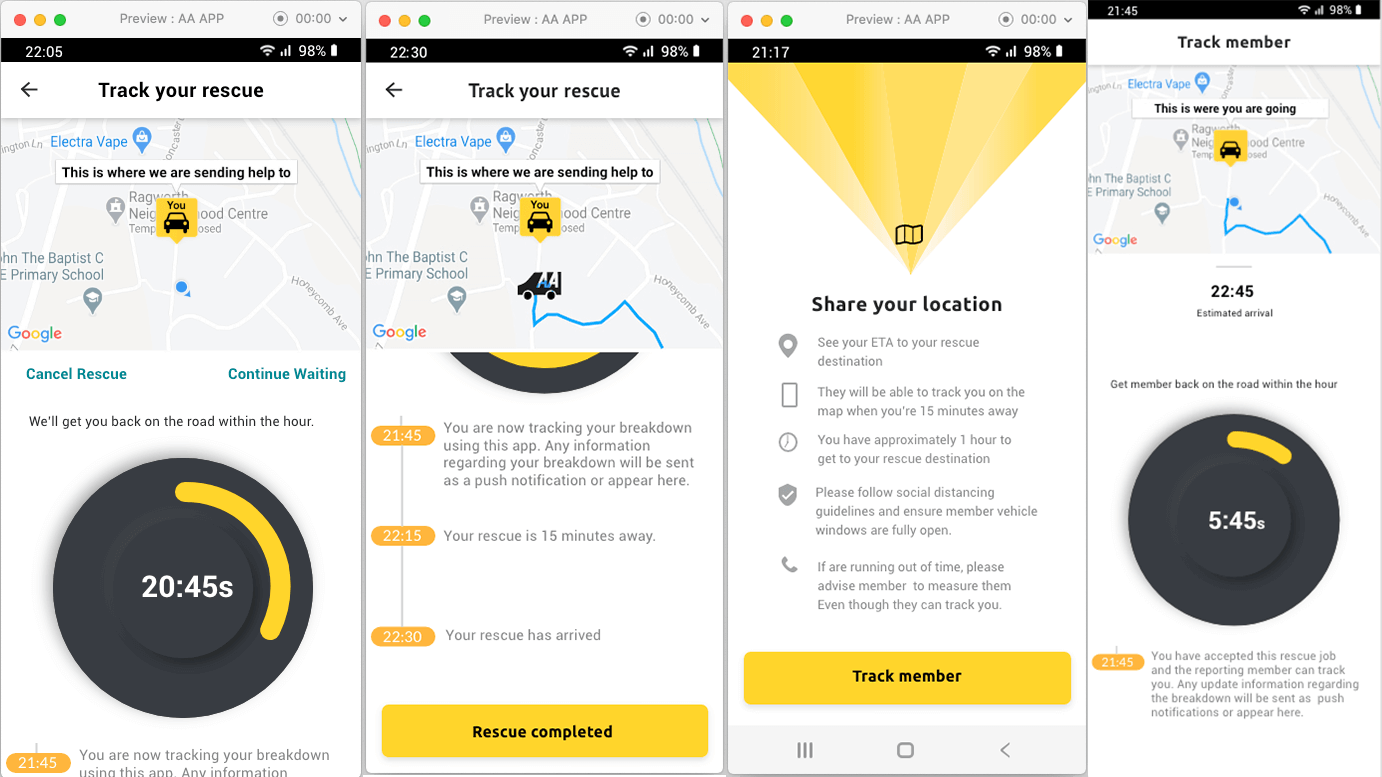 Preview : AA APP
00:00
22:05
98%
Track your rescue
ington Ln
Electra Vape
oncaster
This is where we are sending help to
Ragworth
Neig
ood Centre
Temp
osed
You
ohn The Baptist C
E Primary School
Honeycomb Ave
Google
Cancel Rescue
Continue Waiting
We'll get you back on the road within the hour.
20:45s
21:45
You are now tracking your breakdown
using this app. Any information
Preview : AA APP
00:00
22:30
98%
Track your rescue
ington Ln
Electra Vape
oncaster
This is where we are sending help to
Ragworth
Neig
ood Centre
Temp
osed
You
ohn The Baptist C
E Primary School
AA
Honeycomb Ave
Google
21:45
You are now tracking your breakdown
using this app. Any information
regarding your breakdown will be sent
as a push notification or appear here.
22:15
Your rescue is 15 minutes away.
22:30
Your rescue has arrived
Rescue completed
Preview : AA APP
00:00
21:17
98%
Share your location
See your ETA to your rescue
destination
They will be able to track you on the
map when you're 15 minutes away
You have approximately 1 hour to
get to your rescue destination
Please follow social distancing
guidelines and ensure member vehicle
windows are fully open.
If are running out of time, please
advise member to measure them
Even though they can track you.
Track member
21:45
98%
Track member
ington Ln
Electra Vape
This is were you are going
Ragworth
Neig
Centre
Temp
osed
ohn The Baptist C
E Primary School
Honeycomb Ave
Google
22:45
Estimated arrival
Get member back on the road within the hour
5:45s
21:45
You have accepted this rescue job
and the reporting member can track
you. Any update information regarding
the breakdown will be sent as push
notifications or appear here.